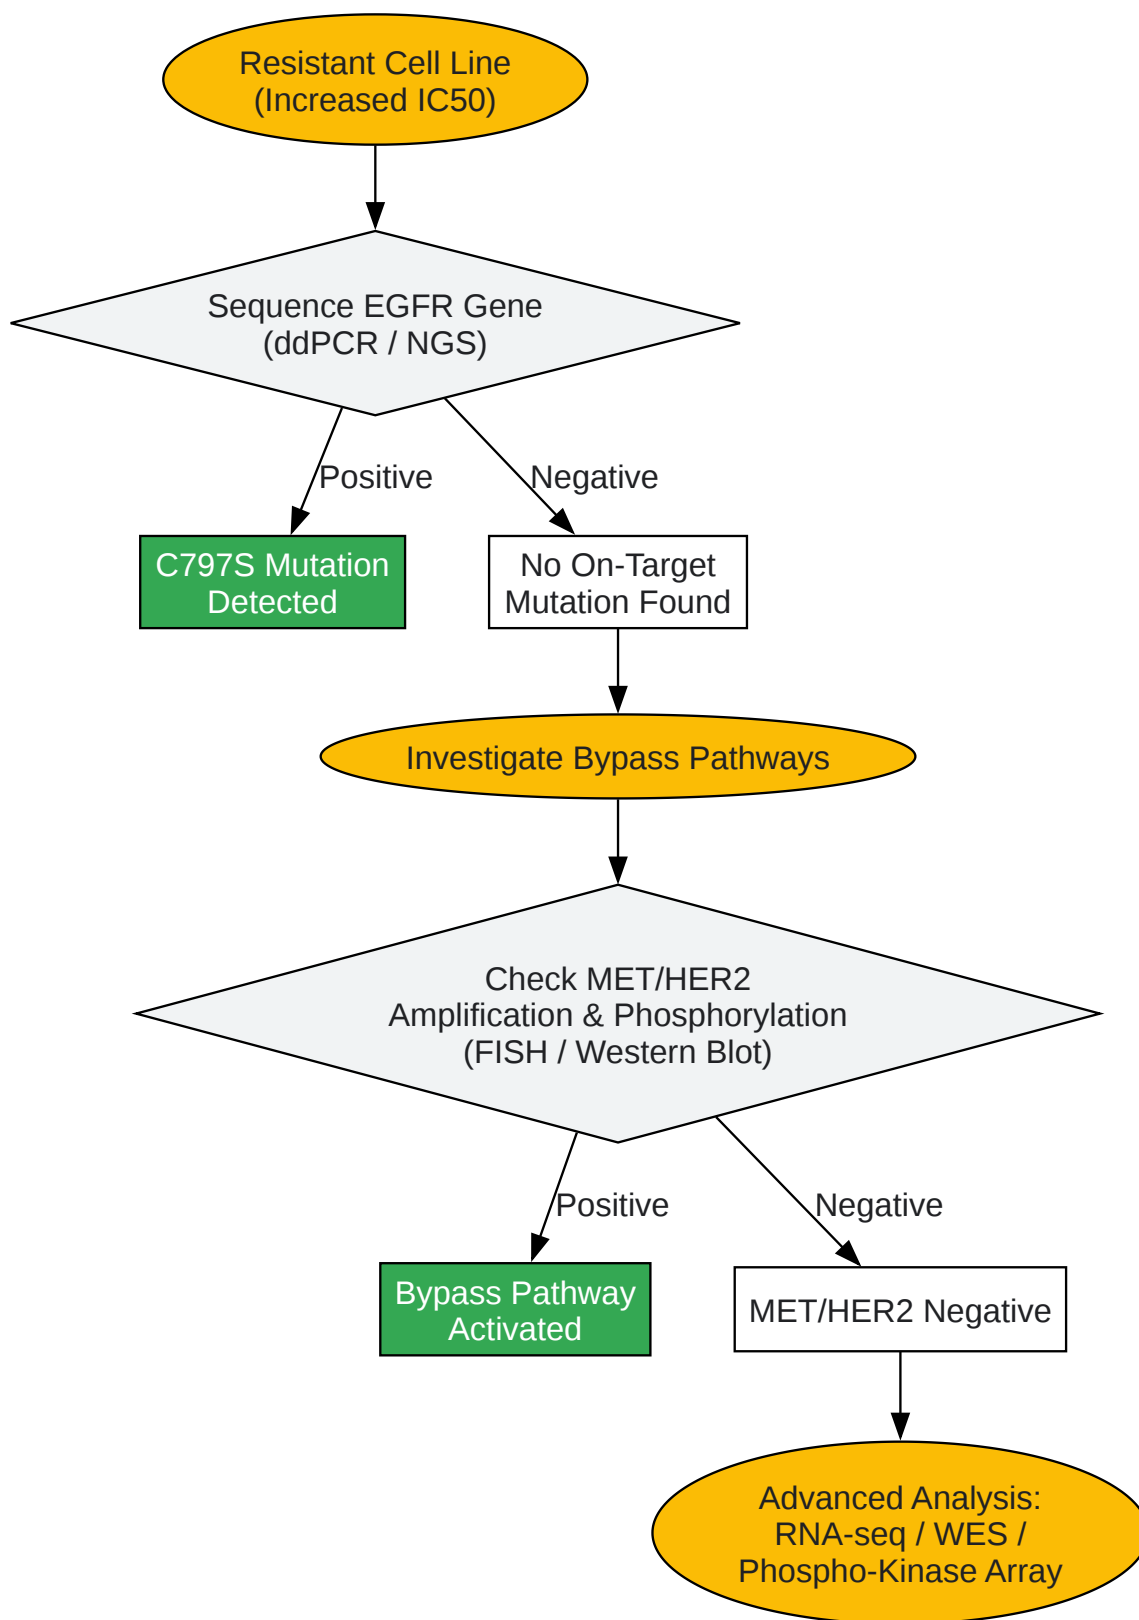 Resistant Cell Line
(Increased IC50)
Sequence EGFR Gene
(ddPCR / NGS)
Positive
Negative
C797S Mutation
Detected
No On-Target
Mutation Found
Investigate Bypass Pathways
Check MET/HER2
Amplification & Phosphorylation
(FISH / Western Blot)
Positive
Negative
Bypass Pathway
Activated
MET/HER2 Negative
Advanced Analysis:
RNA-seq / WES /
Phospho-Kinase Array